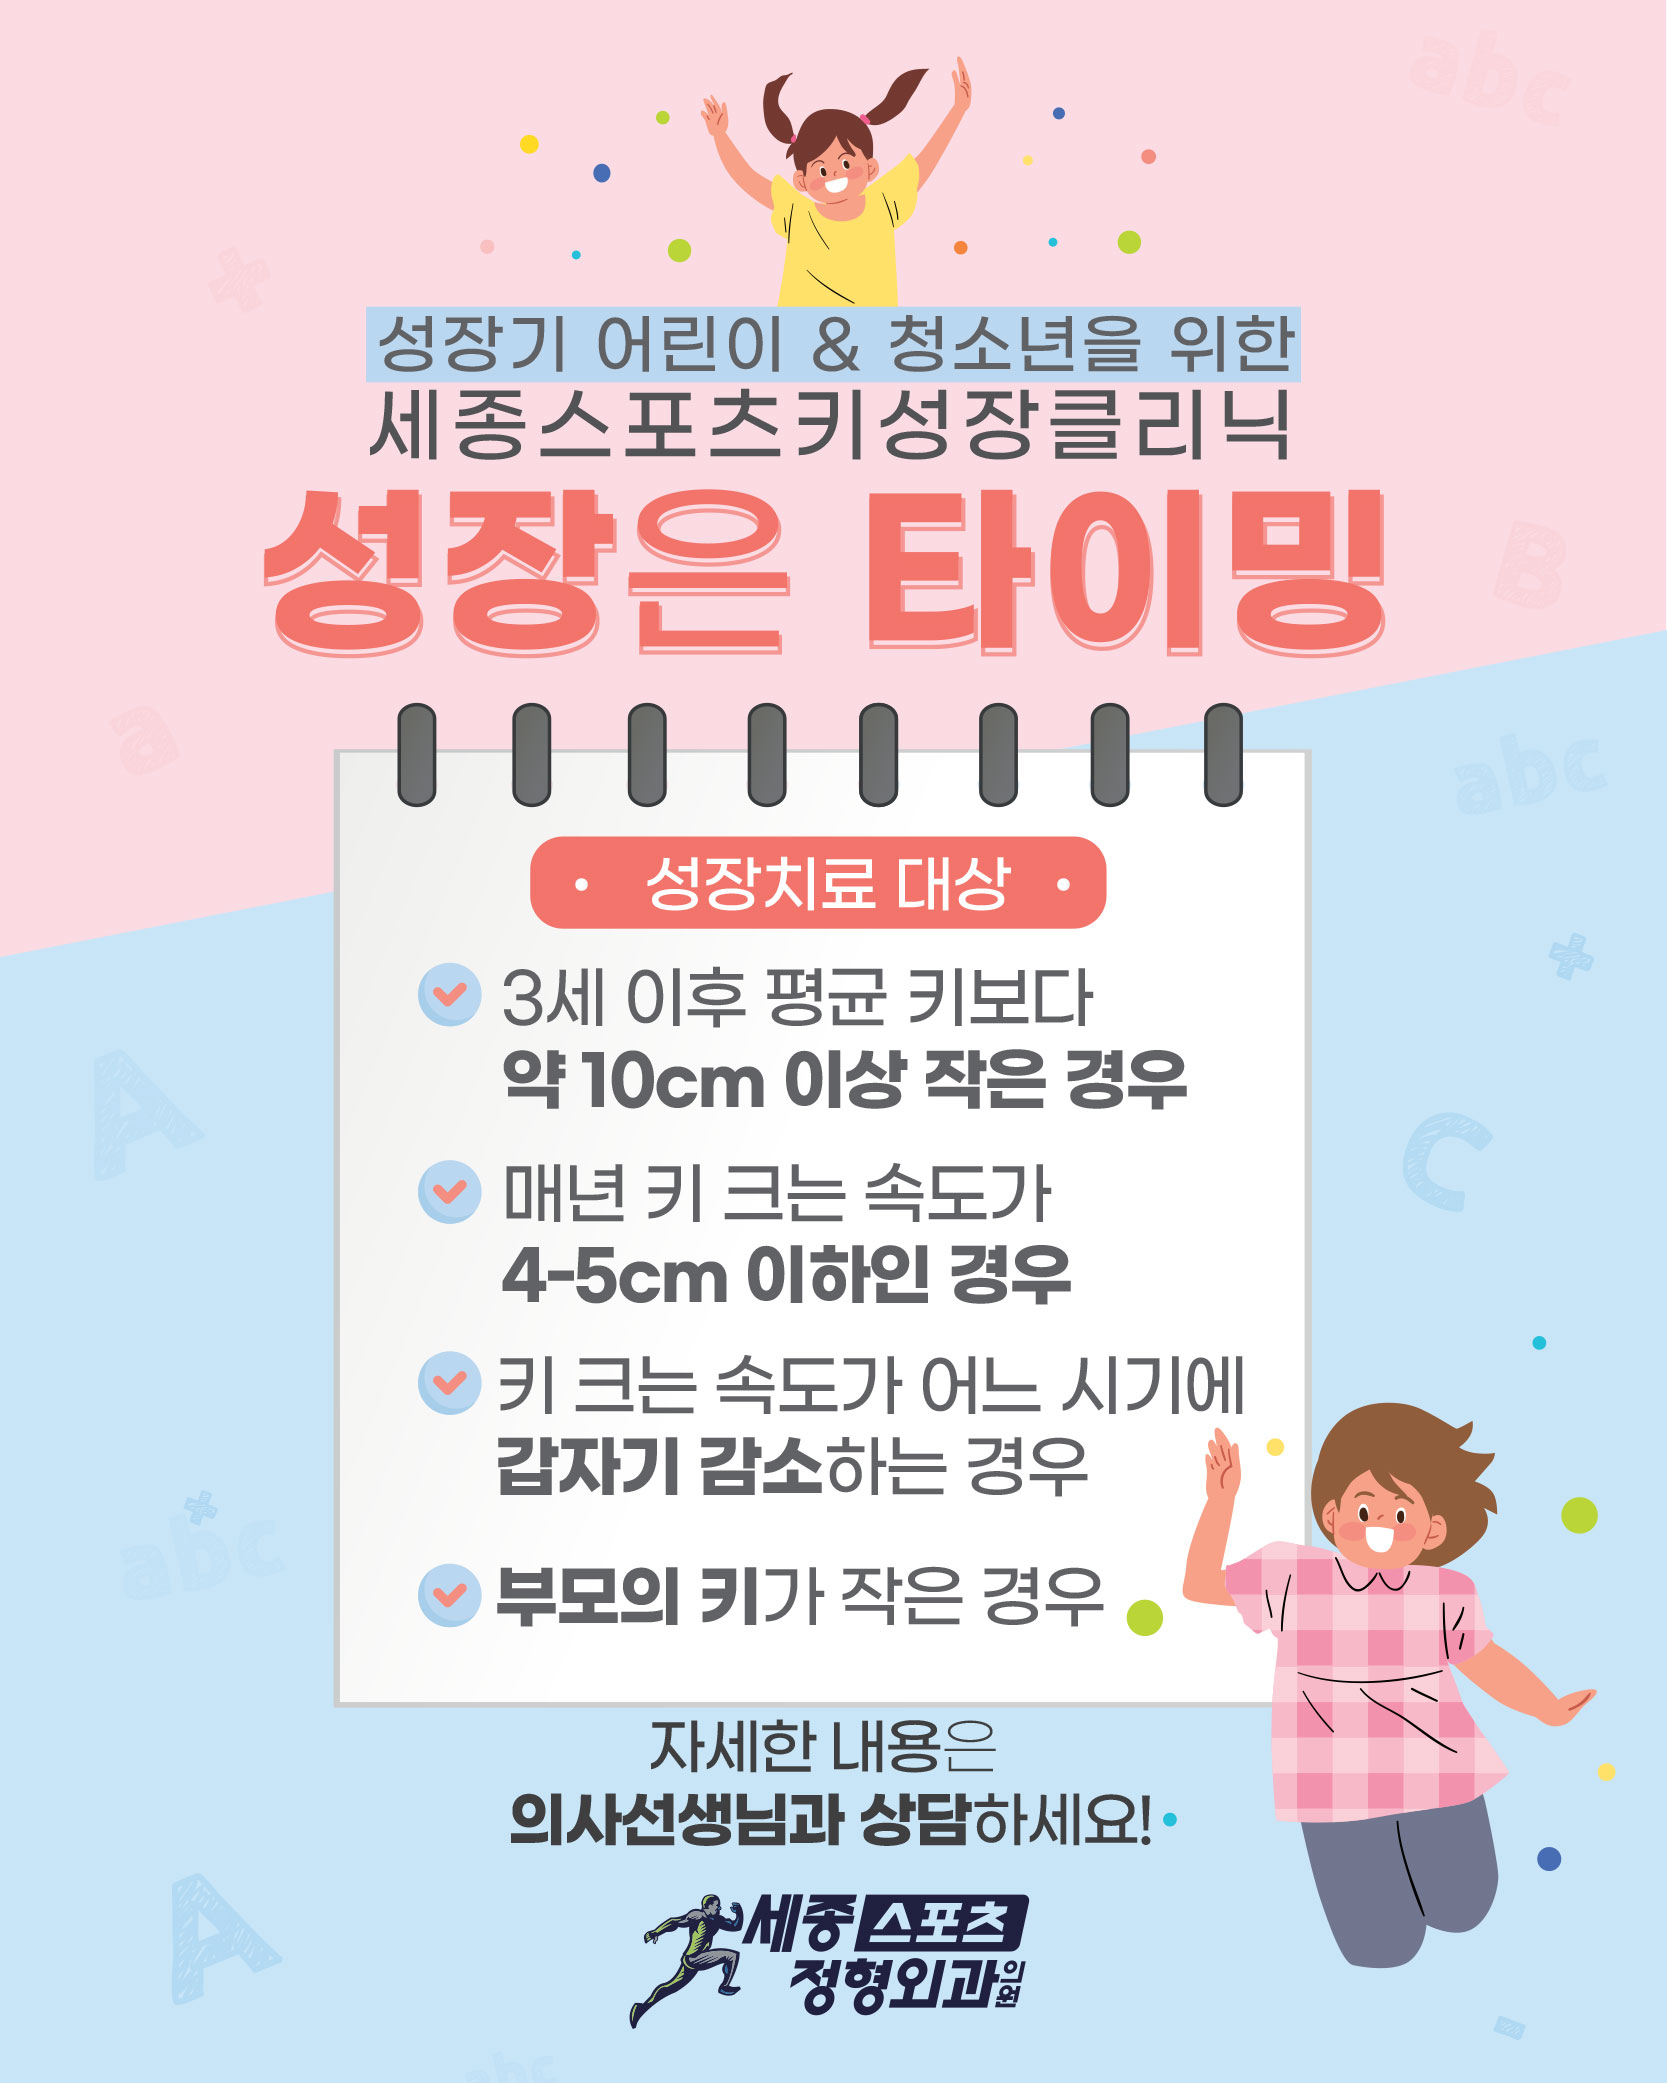 성장기 어린이 & 청소년을 위한
세종스포츠키성장클리닉
성장은 타이밍
성장치료 대상
3세 이후 평균 키보다
약 10cm 이상 작은 경우
매년 키 크는 속도가
4-5cm 이하인 경우
키 크는 속도가 어느 시기에
갑자기 감소하는 경우
부모의 키가 작은 경우
자세한 내용은
의사선생님과 상담하세요!
세종스포츠
정형외과의원
abc
B
a
abc
A
C
abc
A
abc